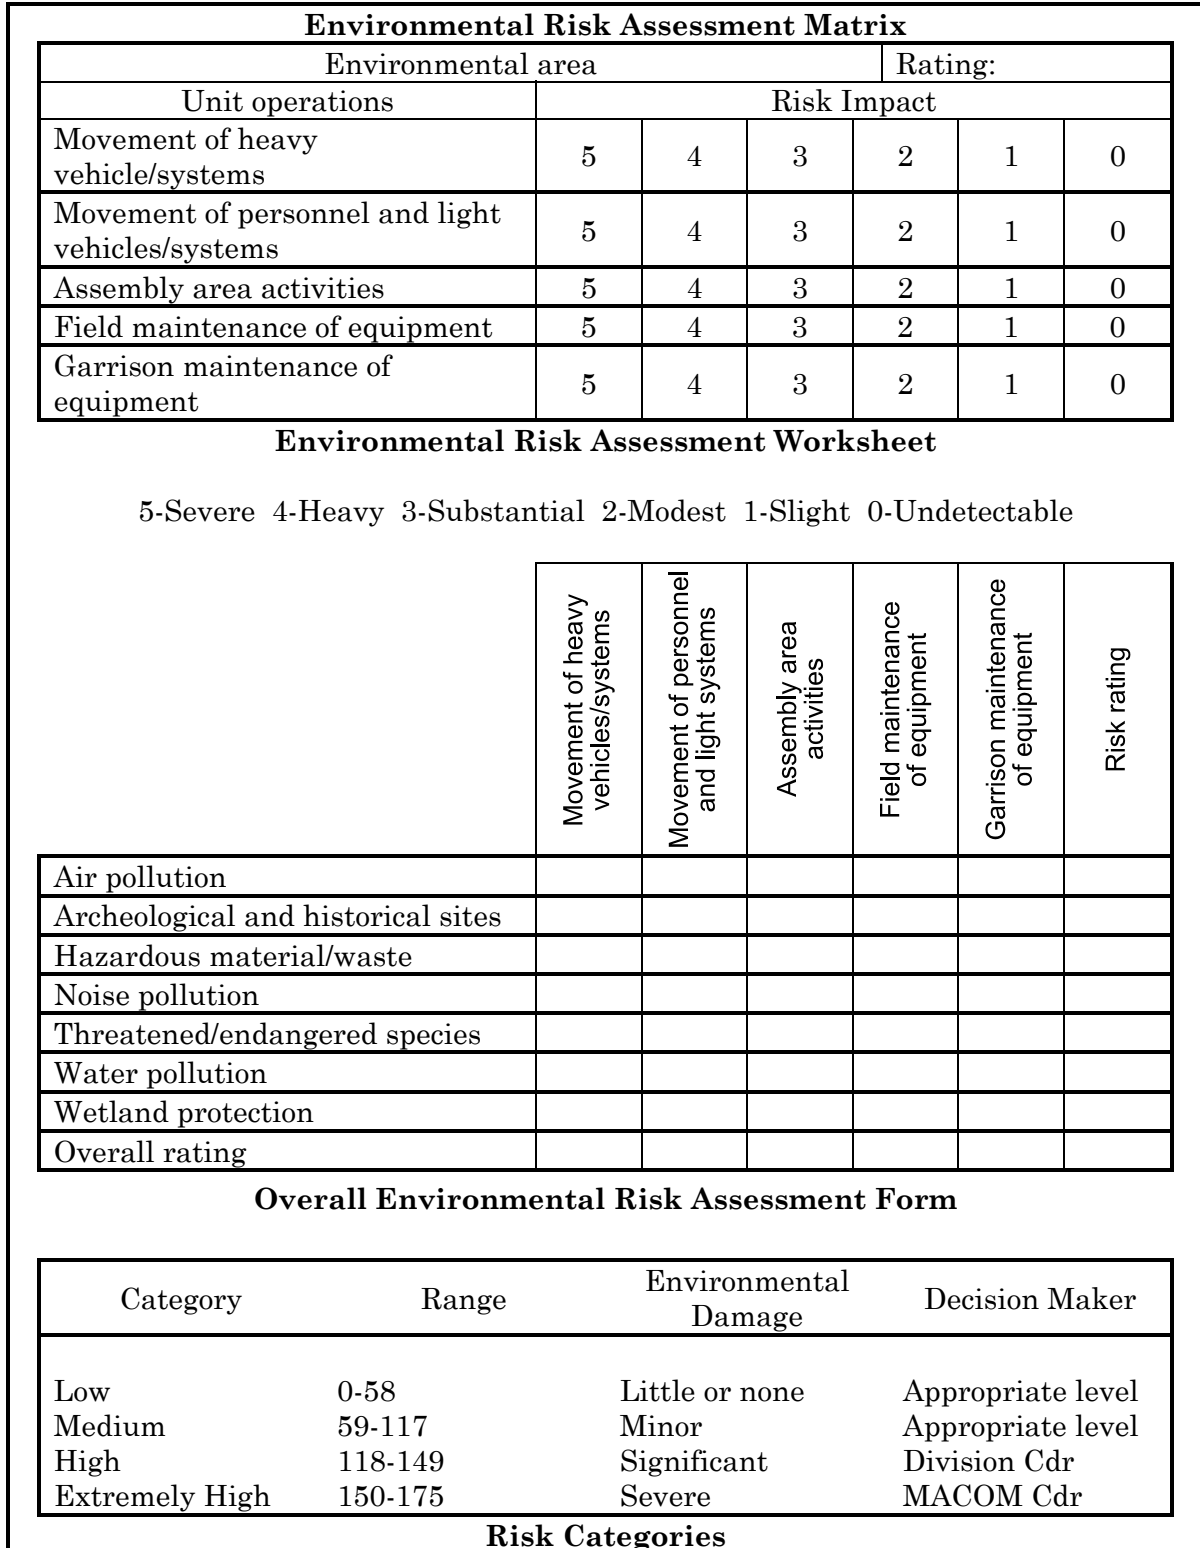 Environmental Risk Assessment Matrix
Environmental area Rating:
Unit operations Risk Impact
Movement of heavy
vehicle/systems 5 4 3 2 1 0
Movement of personnel and light
vehicles/systems 5 4 3 2 1 0
Assembly area activities 5 4 3 2 1 0
Field maintenance of equipment 5 4 3 2 1 0
Garrison maintenance of
equipment 5 4 3 2 1 0
Environmental Risk Assessment Worksheet
5-Severe 4-Heavy 3-Substantial 2-Modest 1-Slight 0-Undetectable
Movement of heavy
vehicles/systems
Movement of personnel
and light systems
Assembly area
activities
Field maintenance
of equipment
Garrison maintenance
of equipment
Risk rating
Air pollution
Archeological and historical sites
Hazardous material/waste
Noise pollution
Threatened/endangered species
Water pollution
Wetland protection
Overall rating
Overall Environmental Risk Assessment Form
Category Range Environmental
Damage Decision Maker
Low 0-58 Little or none Appropriate level
Medium 59-117 Minor Appropriate level
High 118-149 Significant Division Cdr
Extremely High 150-175 Severe MACOM Cdr
Risk Categories